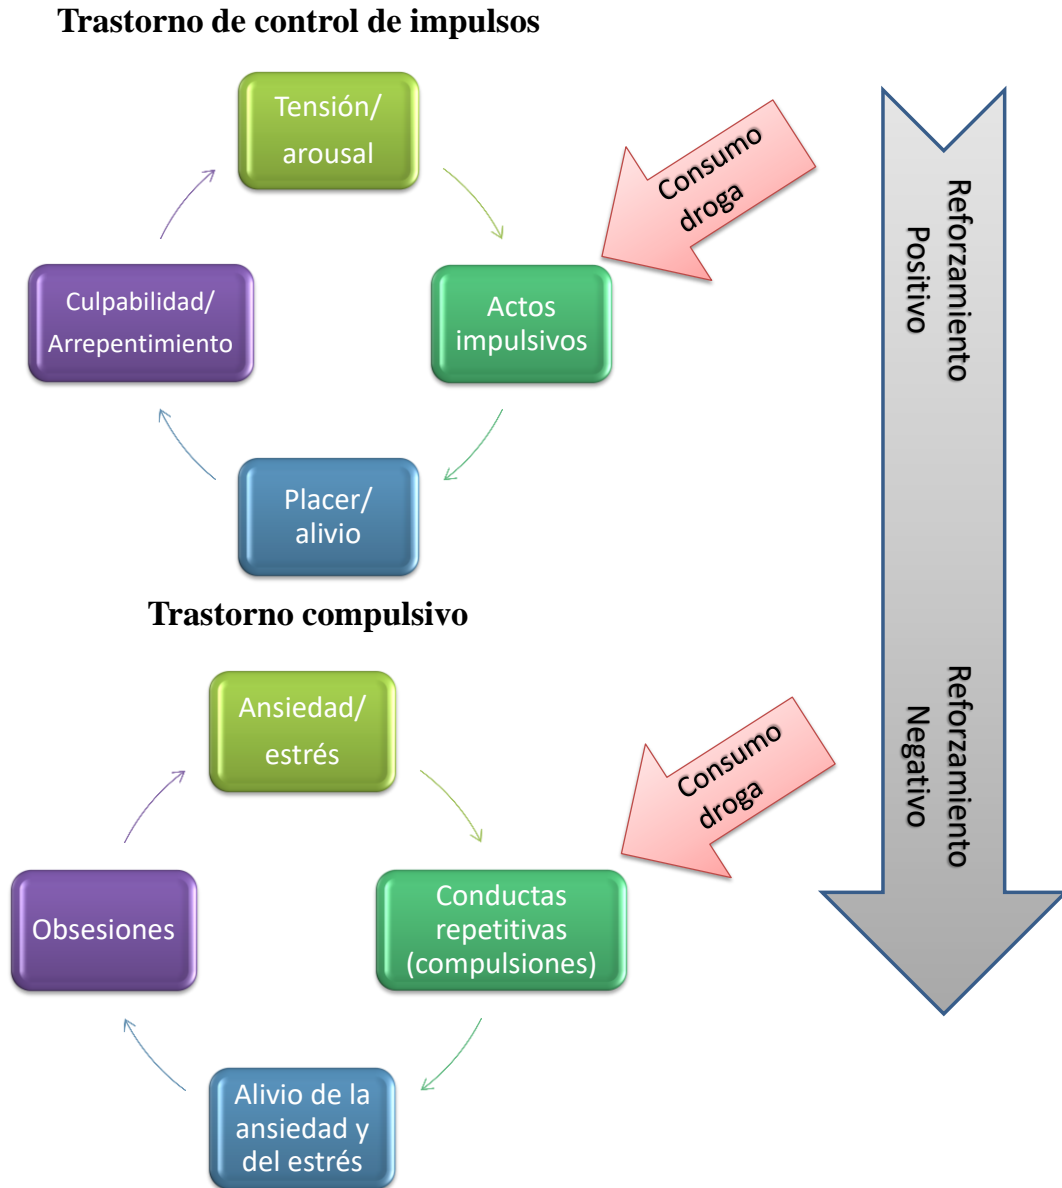 Trastorno de control de impulsos
Tensión/
arousal
Consumo
droga
Culpabilidad/
Arrepentimiento
Actos
impulsivos
Placer/
alivio
Reforzamiento
Positivo
Trastorno compulsivo
Ansiedad/
estrés
Consumo
droga
Obsesiones
Conductas
repetitivas
(compulsiones)
Alivio de la
ansiedad y
del estrés
Reforzamiento
Negativo